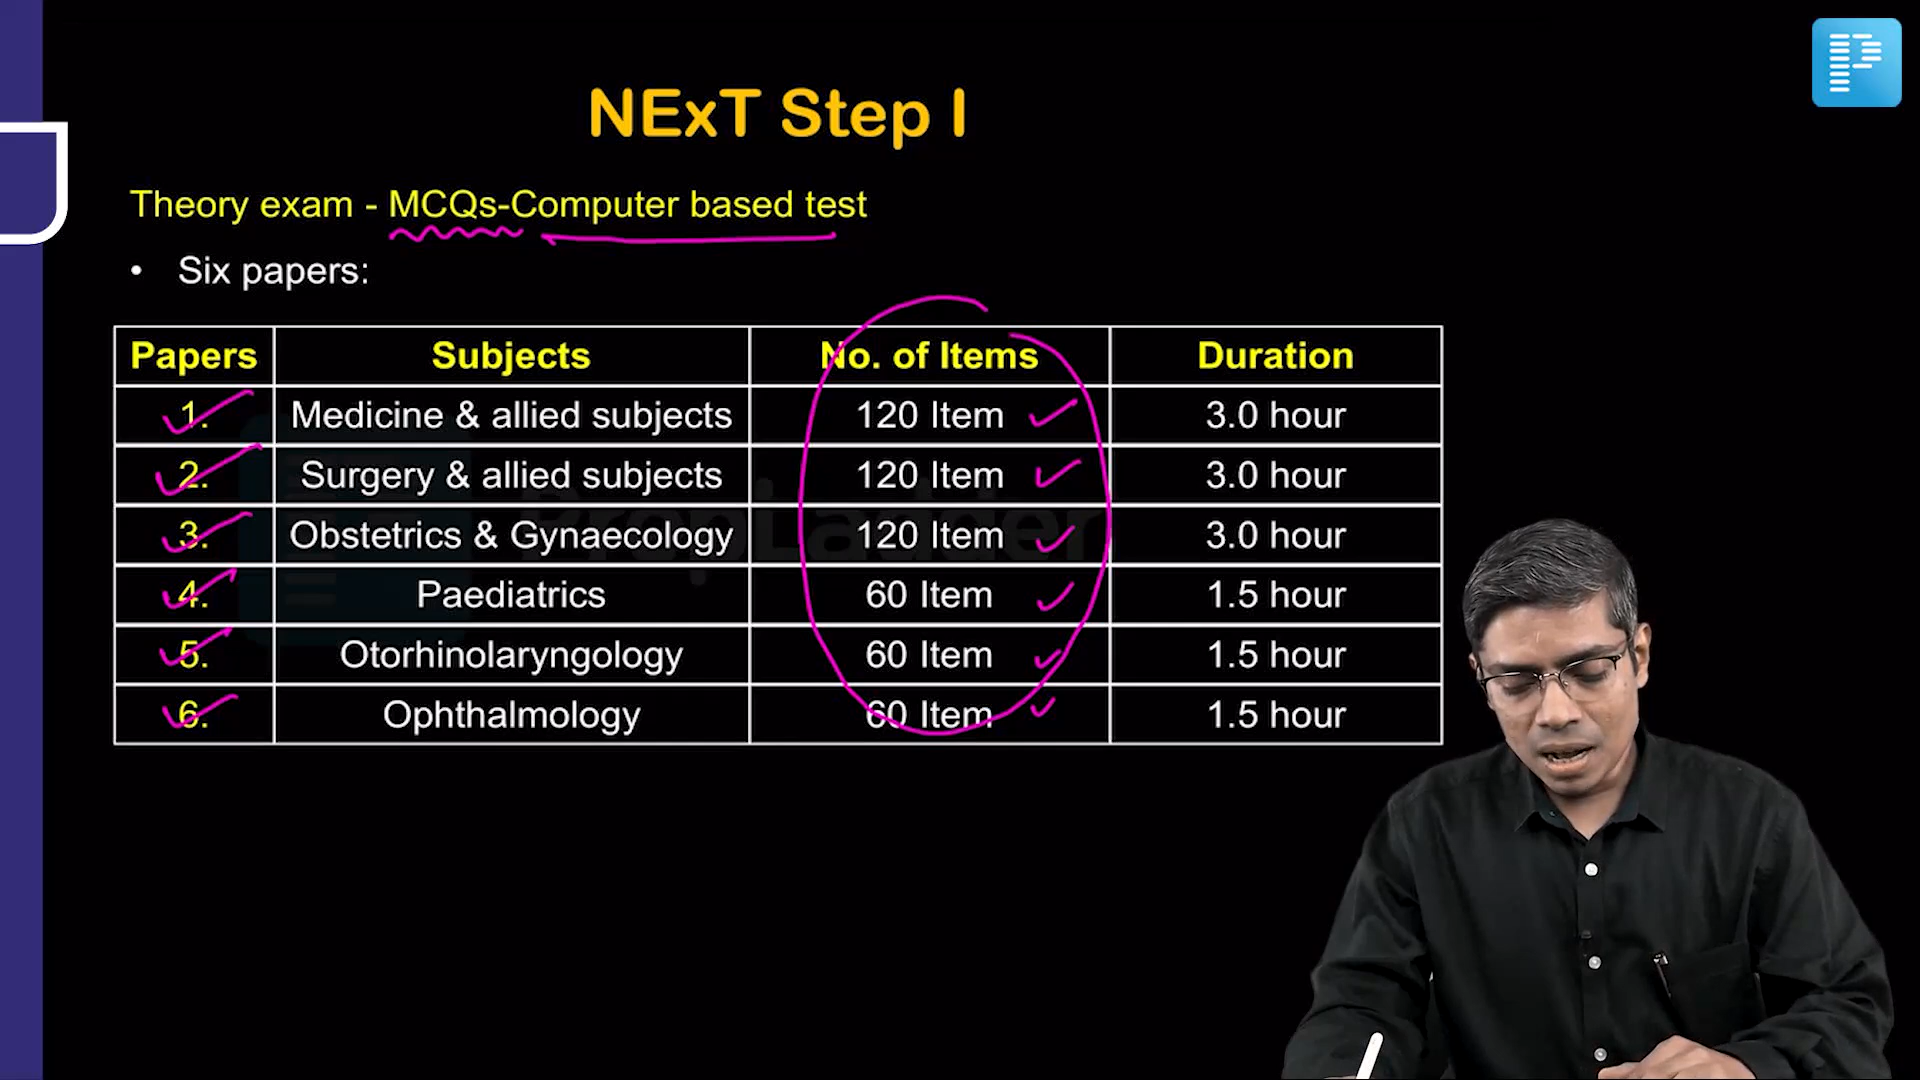 NExT Step I
Theory exam - MCQs-Computer based test
• Six papers:
Papers Subjects No. of Items Duration
1. Medicine & allied subjects 120 Item 3.0 hour
2. Surgery & allied subjects 120 Item 3.0 hour
3. Obstetrics & Gynaecology 120 Item 3.0 hour
4. Paediatrics 60 Item 1.5 hour
5. Otorhinolaryngology 60 Item 1.5 hour
6. Ophthalmology 60 Item 1.5 hour
PrepLadder